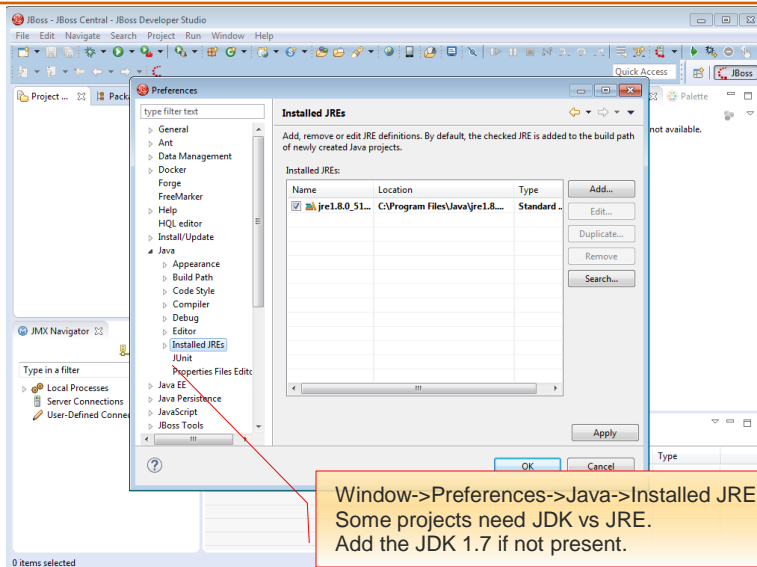 JBoss - JBoss Central - JBoss Developer Studio
File Edit Navigate Search Project Run Window Help
Quick Access
JBoss
Project ...
Pack
Palette
not available.
Preferences
type filter text
General
Ant
Data Management
Docker
Forge
FreeMarker
Help
HQL editor
Install/Update
Java
Appearance
Build Path
Code Style
Compiler
Debug
Editor
Installed JREs
JUnit
Properties Files Edito
Java EE
Java Persistence
JavaScript
JBoss Tools
Installed JREs
Add, remove or edit JRE definitions. By default, the checked JRE is added to the build path
of newly created Java projects.
Installed JREs:
Name Location Type
jre1.8.0_51... C:\Program Files\Java\jre1.8.... Standard ..
Add...
Edit...
Duplicate...
Remove
Search...
Apply
OK Cancel
JMX Navigator
Type in a filter
Local Processes
Server Connections
User-Defined Conne
Type
Window->Preferences->Java->Installed JRE
Some projects need JDK vs JRE.
Add the JDK 1.7 if not present.
0 items selected